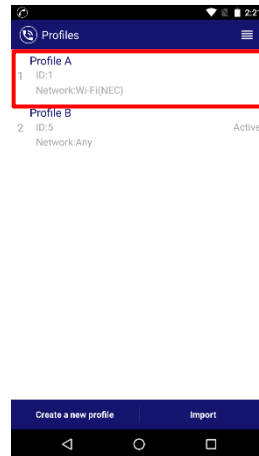 2:21
Profiles
Profile A
1 ID:1
Network:Wi-Fi(NEC)
Profile B
2 ID:5 Active
Network:Any
Create a new profile Import